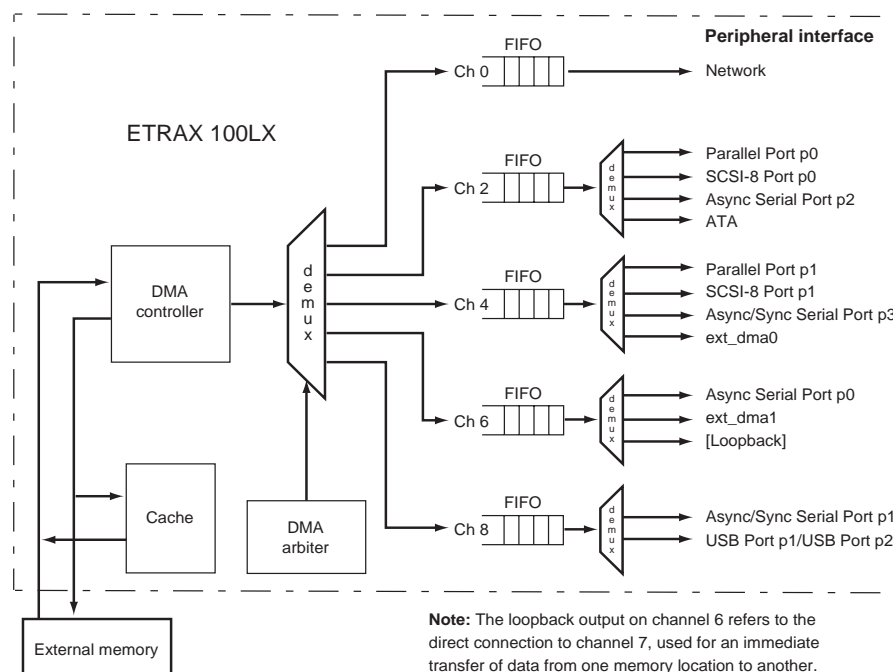 FIFO
Peripheral interface
Ch 0
Network
ETRAX 100LX
FIFO
Ch 2
demux
Parallel Port p0
SCSI-8 Port p0
Async Serial Port p2
ATA
DMA
controller
demux
FIFO
Ch 4
demux
Parallel Port p1
SCSI-8 Port p1
Async/Sync Serial Port p3
ext_dma0
FIFO
Ch 6
demux
Async Serial Port p0
ext_dma1
[Loopback]
Cache
DMA
arbiter
FIFO
Ch 8
demux
Async/Sync Serial Port p1
USB Port p1/USB Port p2
External memory
Note: The loopback output on channel 6 refers to the
direct connection to channel 7, used for an immediate
transfer of data from one memory location to another.